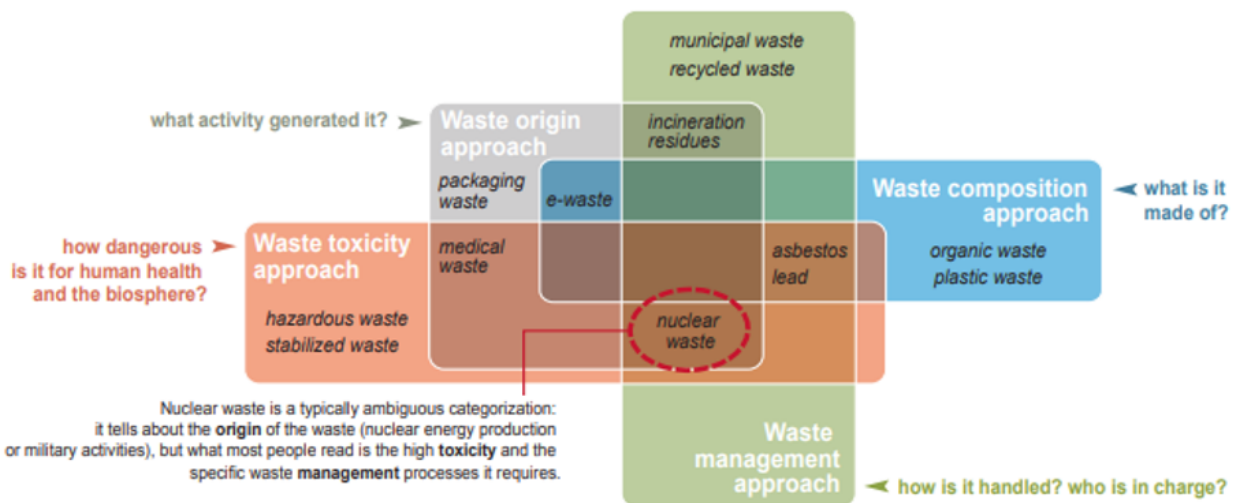 municipal waste
recycled waste
what activity generated it?
Waste origin
approach
incineration
residues
packaging
waste
e-waste
Waste composition
approach
what is it
made of?
how dangerous
is it for human health
and the biosphere?
Waste toxicity
approach
medical
waste
asbestos
lead
organic waste
plastic waste
hazardous waste
stabilized waste
nuclear
waste
Nuclear waste is a typically ambiguous categorization:
it tells about the origin of the waste (nuclear energy production
or military activities), but what most people read is the high toxicity and the
specific waste management processes it requires.
Waste
management
approach
how is it handled? who is in charge?